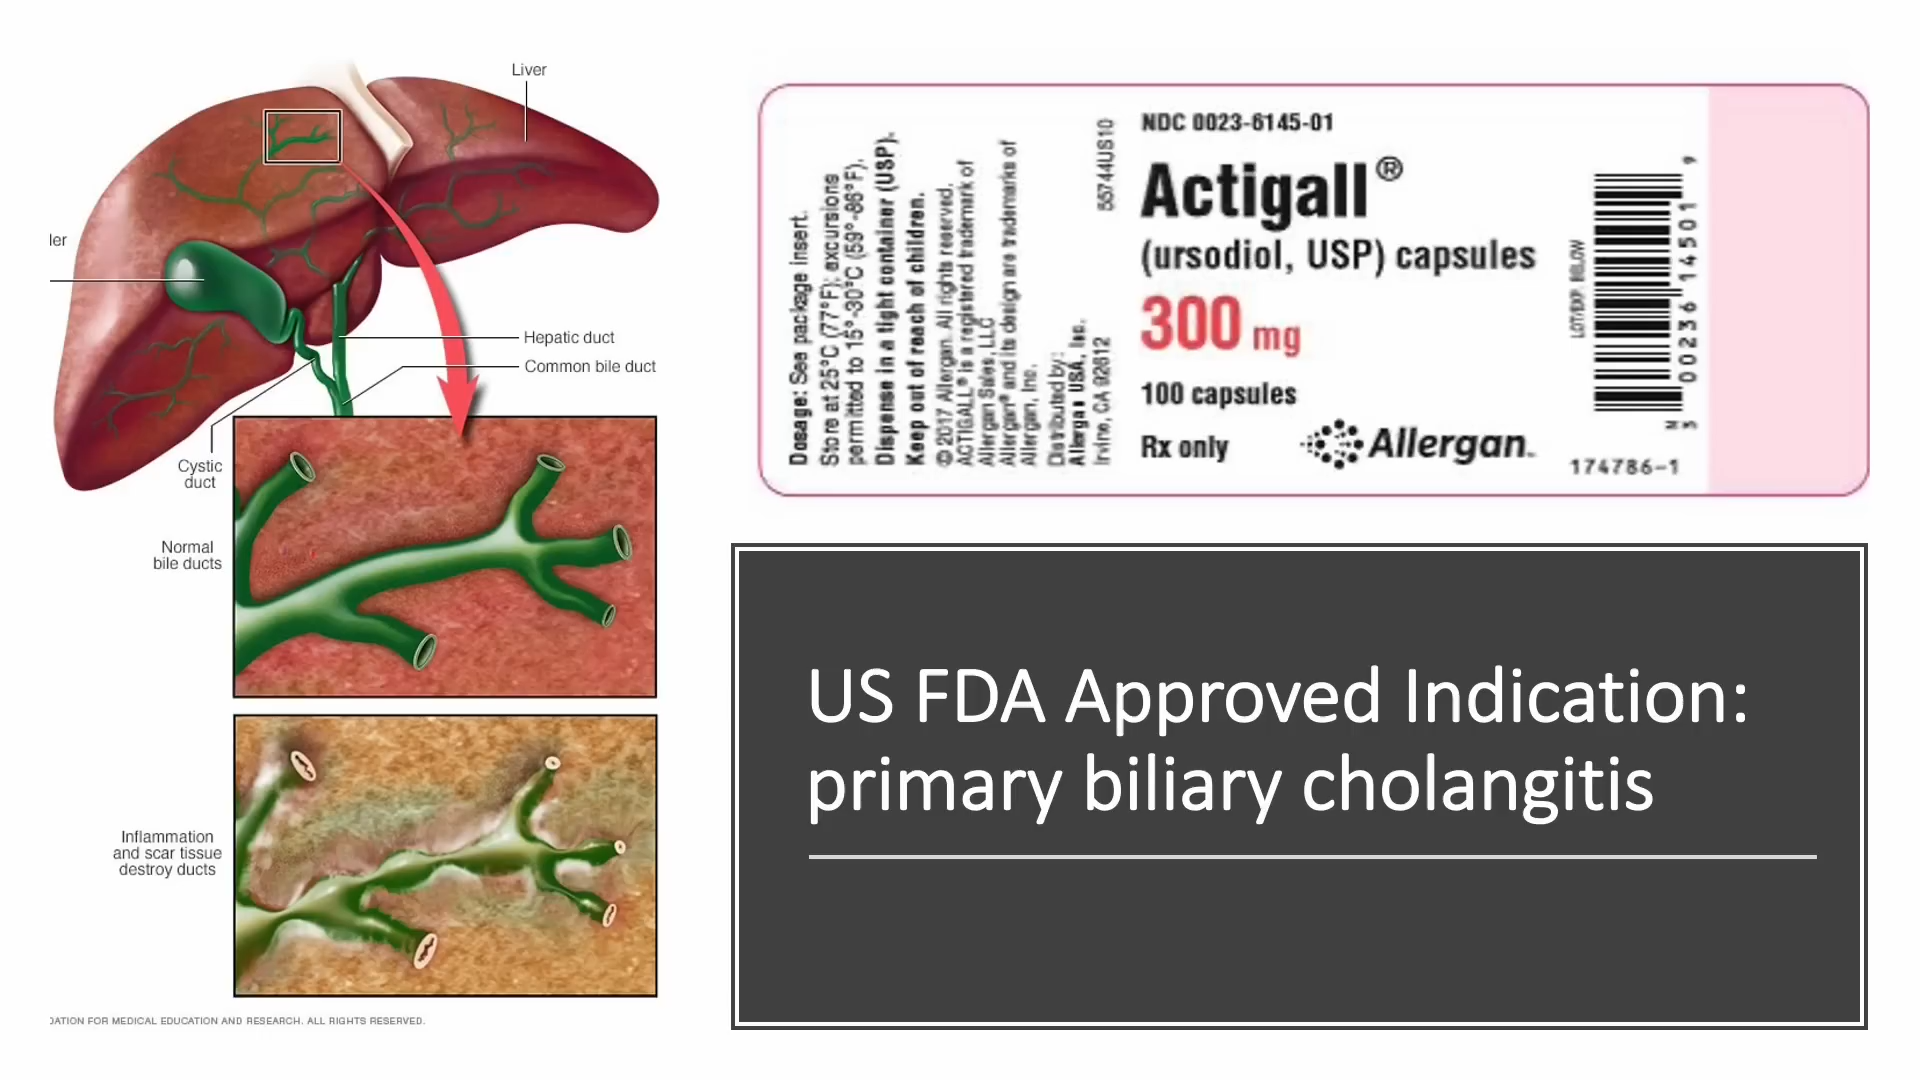 Liver
ler
Hepatic duct
Common bile duct
Cystic
duct
Normal
bile ducts
Inflammation
and scar tissue
destroy ducts
DATION FOR MEDICAL EDUCATION AND RESEARCH. ALL RIGHTS RESERVED.
Dosage: See package insert.
Store at 25°C (77°F); excursions
permitted to 15°-30°C (59°-86°F).
Dispense in a tight container (USP).
Keep out of reach of children.
© 2017 Allergan. All rights reserved.
ACTIGALL® is a registered trademark of
Allergan Sales, LLC
Allergan® and its design are trademarks of
Allergan, Inc.
Distributed by:
Allergan USA, Inc.
Irvine, CA 92612
55744US10
NDC 0023-6145-01
Actigall®
(ursodiol, USP) capsules
300 mg
100 capsules
Rx only
Allergan
LOT/EXP. BELOW
N 3 00236 14501 9
174786-1
US FDA Approved Indication:
primary biliary cholangitis